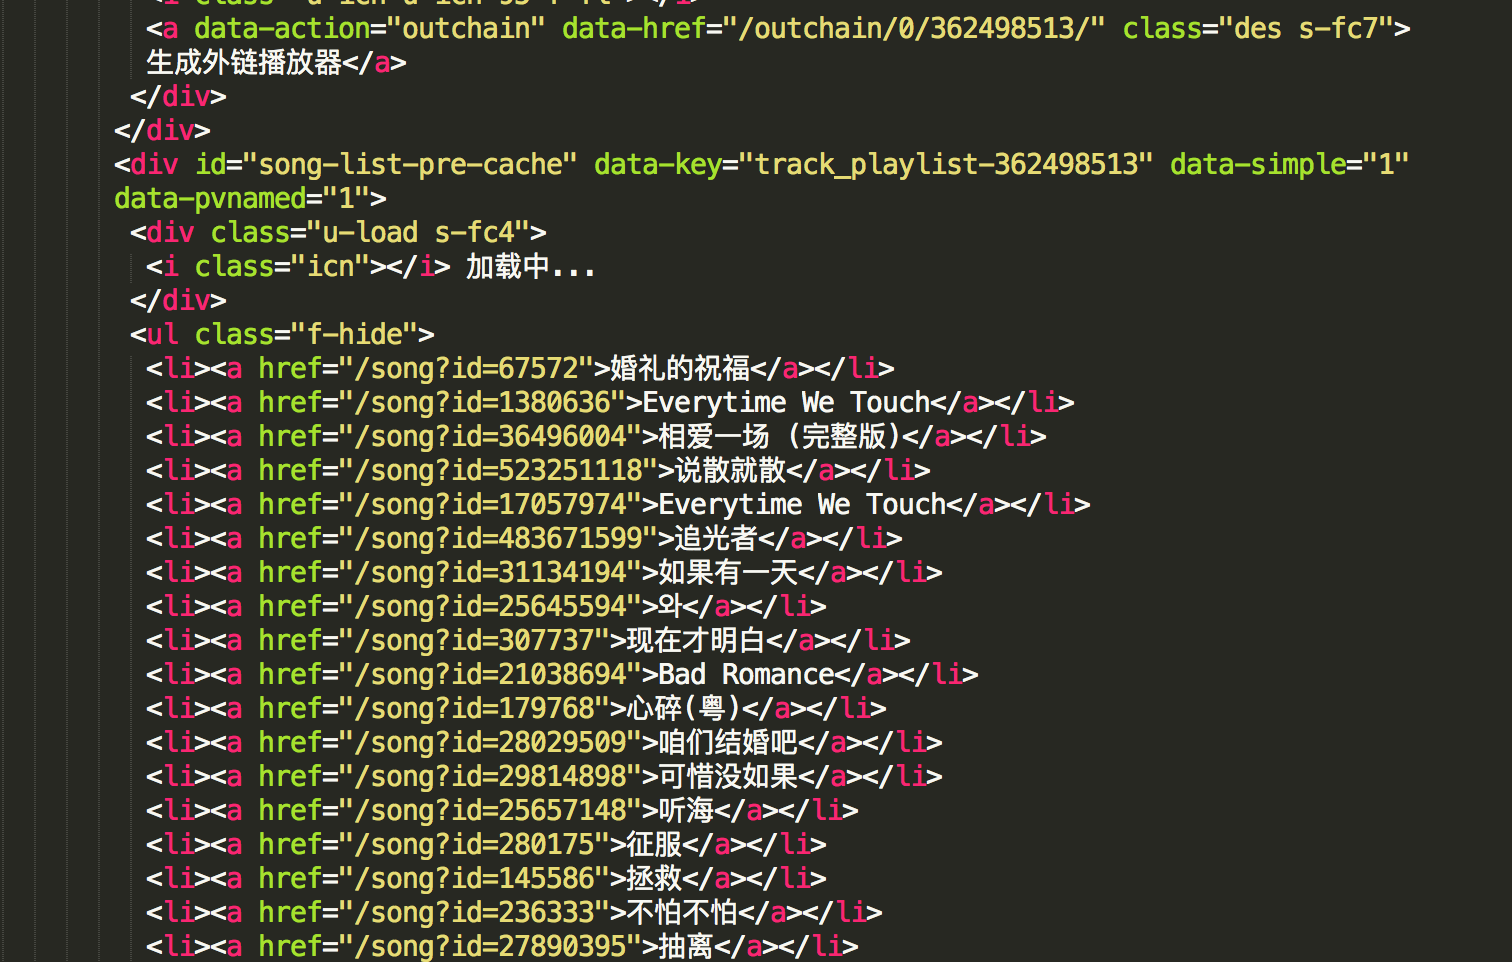 <a data-action="outchain" data-href="/outchain/0/362498513/" class="des s-fc7">
生成外链播放器</a>
</div>
</div>
<div id="song-list-pre-cache" data-key="track_playlist-362498513" data-simple="1"
data-pvnamed="1">
<div class="u-load s-fc4">
<i class="icn"></i> 加载中...
</div>
<ul class="f-hide">
<li><a href="/song?id=67572">婚礼的祝福</a></li>
<li><a href="/song?id=1380636">Everytime We Touch</a></li>
<li><a href="/song?id=36496004">相爱一场 (完整版)</a></li>
<li><a href="/song?id=523251118">说散就散</a></li>
<li><a href="/song?id=17057974">Everytime We Touch</a></li>
<li><a href="/song?id=483671599">追光者</a></li>
<li><a href="/song?id=31134194">如果有一天</a></li>
<li><a href="/song?id=25645594">와</a></li>
<li><a href="/song?id=307737">现在才明白</a></li>
<li><a href="/song?id=21038694">Bad Romance</a></li>
<li><a href="/song?id=179768">心碎(粤)</a></li>
<li><a href="/song?id=28029509">咱们结婚吧</a></li>
<li><a href="/song?id=29814898">可惜没如果</a></li>
<li><a href="/song?id=25657148">听海</a></li>
<li><a href="/song?id=280175">征服</a></li>
<li><a href="/song?id=145586">拯救</a></li>
<li><a href="/song?id=236333">不怕不怕</a></li>
<li><a href="/song?id=27890395">抽离</a></li>